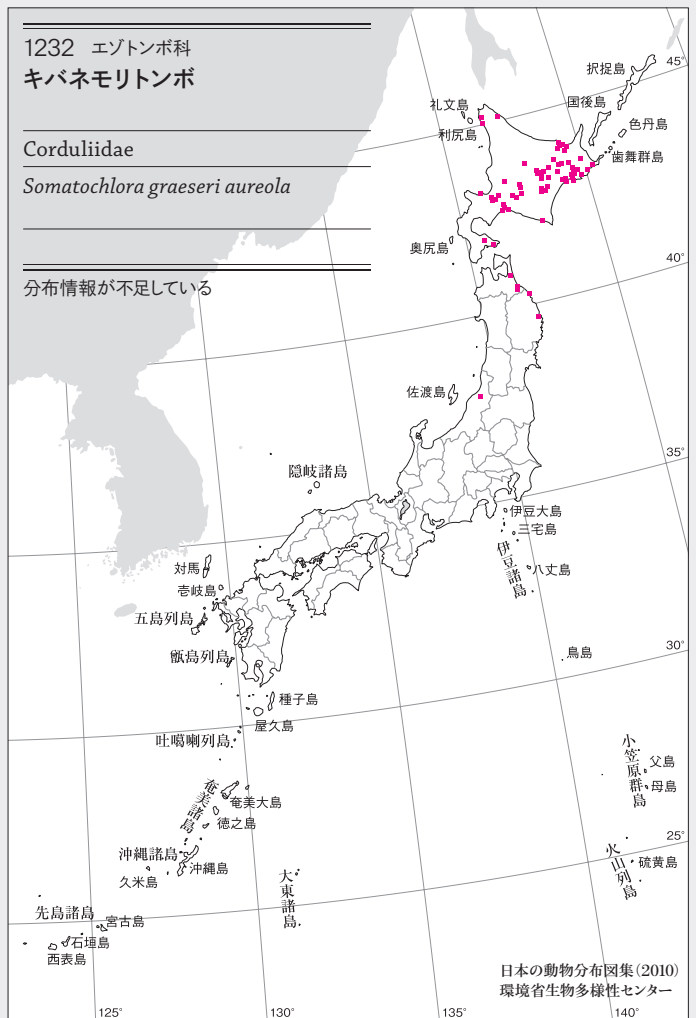 1232 エゾトンボ科
キバネモリトンボ
Corduliidae
Somatochlora graeseri aureola
分布情報が不足している
択捉島
45°
礼文島
国後島
色丹島
利尻島
歯舞群島
奥尻島
40°
佐渡島
35°
隠岐諸島
伊豆大島
三宅島
伊豆諸島
八丈島
対馬
壱岐島
五島列島
甑島列島
鳥島
30°
種子島
屋久島
吐噶喇列島
小笠原群島
父島
母島
奄美諸島
奄美大島
徳之島
25°
沖縄諸島
沖縄島
久米島
大東諸島
火山列島
硫黄島
先島諸島
宮古島
石垣島
西表島
日本の動物分布図集(2010)
環境省生物多様性センター
125°
130°
135°
140°